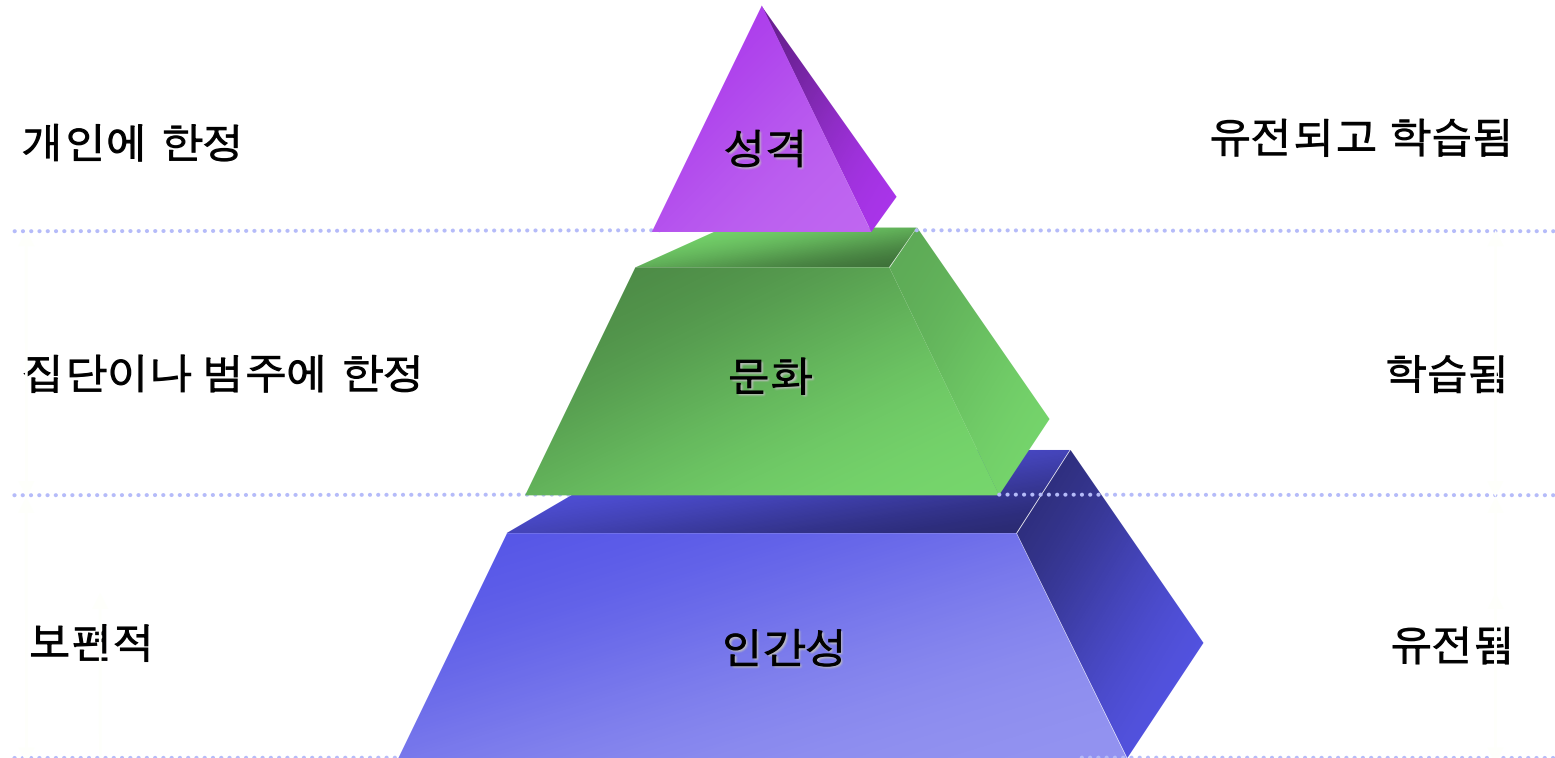 개인에 한정
성격
유전되고 학습됨
집단이나 범주에 한정
문화
학습됨
보편적
인간성
유전됨